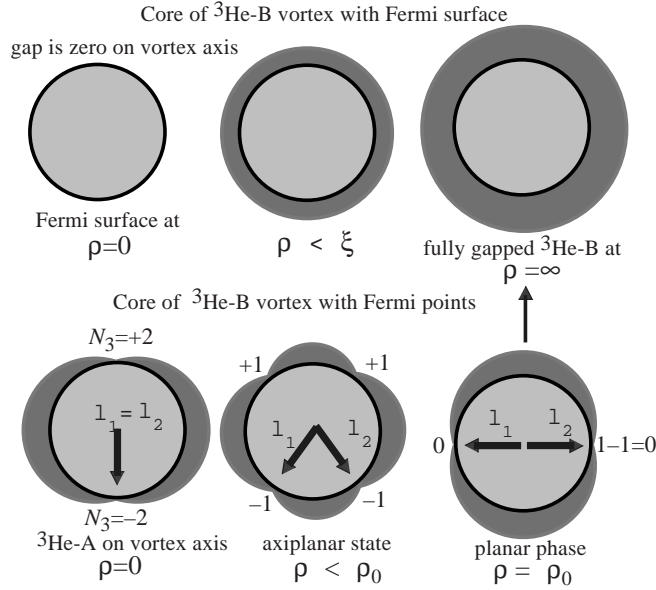 Core of ³He-B vortex with Fermi surface
gap is zero on vortex axis
Fermi surface at
ρ=0
ρ < ξ
fully gapped ³He-B at
ρ =∞
Core of ³He-B vortex with Fermi points
N₃=+2
l₁ = l₂
N₃=–2
³He-A on vortex axis
ρ=0
+1
+1
l₁
l₂
–1
–1
axiplanar state
ρ < ρ₀
0
l₁
l₂
1–1=0
planar phase
ρ = ρ₀